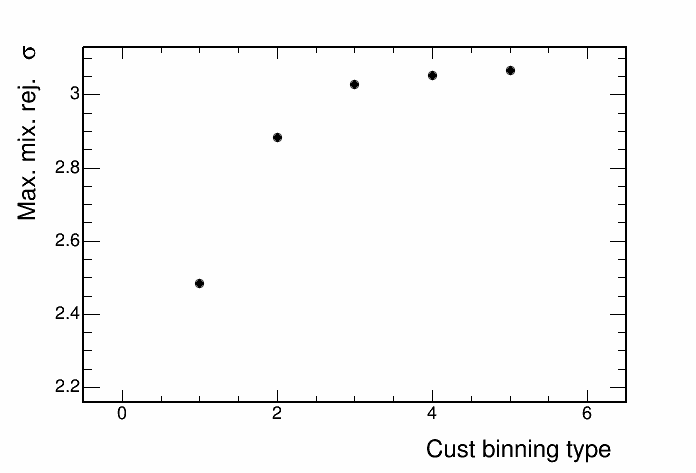 Max. mix. rej. σ
3
2.8
2.6
2.4
2.2
0 2 4 6
Cust binning type